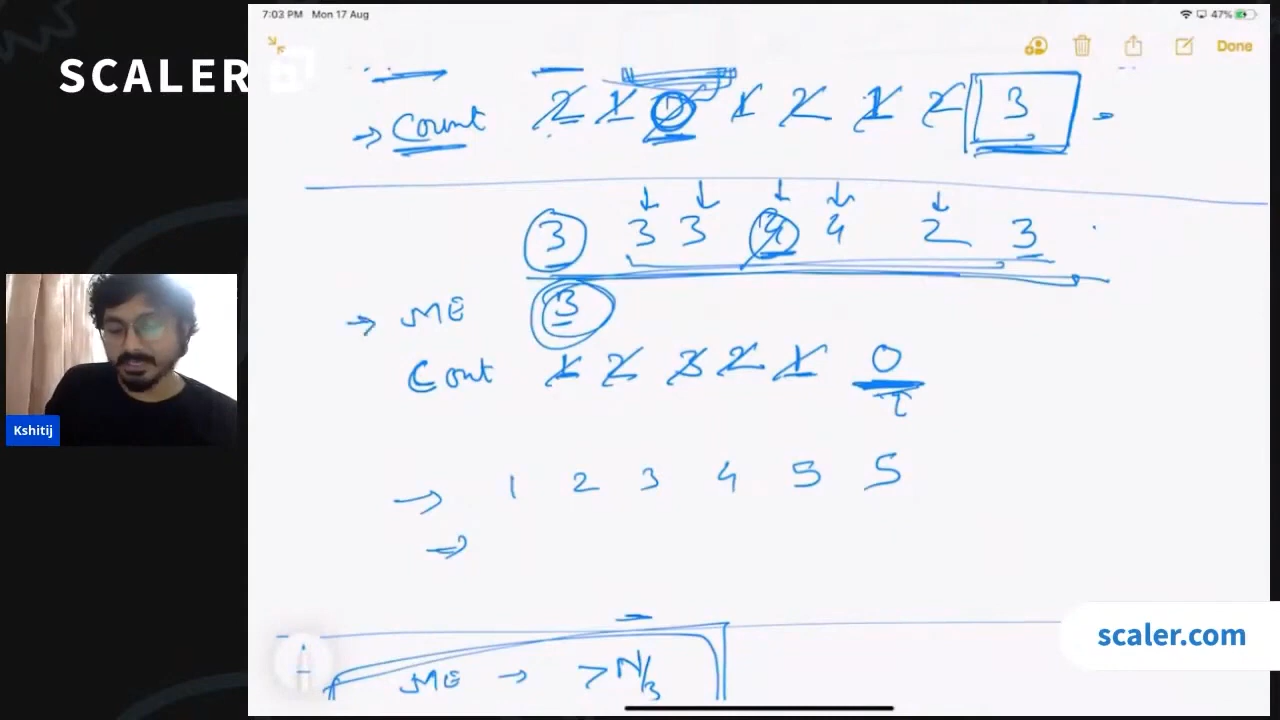 7:03 PM Mon 17 Aug
47%
Done
SCALER
→ Count 2 1 0 1 2 1 2 3
3 3 3 4 4 2 3
→ ME 3
Cont 1 2 3 2 1 0
1
→ 1 2 3 4 5 5
→
Kshitij
scaler.com
ME → > N/3